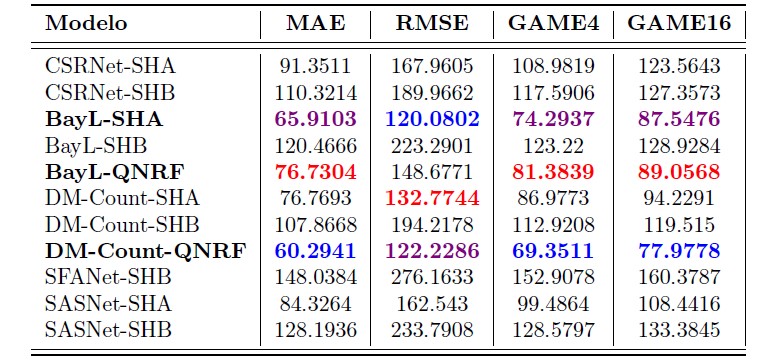 Modelo MAE RMSE GAME4 GAME16
CSRNet-SHA 91.3511 167.9605 108.9819 123.5643
CSRNet-SHB 110.3214 189.9662 117.5906 127.3573
BayL-SHA 65.9103 120.0802 74.2937 87.5476
BayL-SHB 120.4666 223.2901 123.22 128.9284
BayL-QNRF 76.7304 148.6771 81.3839 89.0568
DM-Count-SHA 76.7693 132.7744 86.9773 94.2291
DM-Count-SHB 107.8668 194.2178 112.9208 119.515
DM-Count-QNRF 60.2941 122.2286 69.3511 77.9778
SFANet-SHB 148.0384 276.1633 152.9078 160.3787
SASNet-SHA 84.3264 162.543 99.4864 108.4416
SASNet-SHB 128.1936 233.7908 128.5797 133.3845